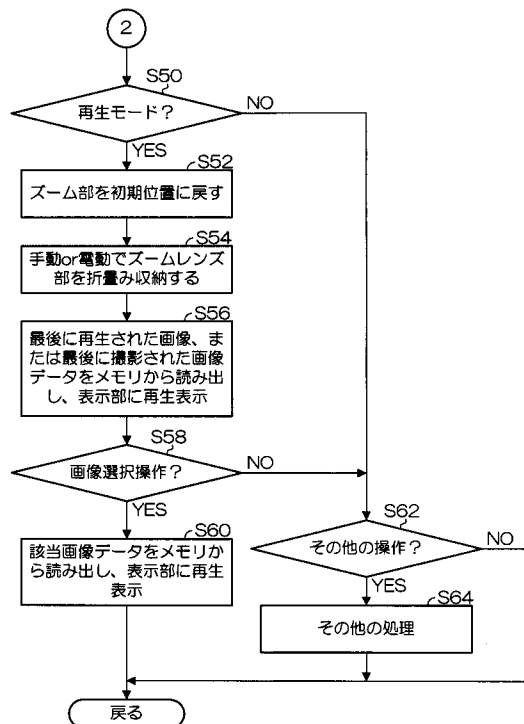 2
S50
再生モード？
NO
YES
S52
ズーム部を初期位置に戻す
S54
手動or電動でズームレンズ
部を折畳み収納する
S56
最後に再生された画像、ま
たは最後に撮影された画像
データをメモリから読み出
し、表示部に再生表示
S58
画像選択操作？
NO
YES
S60
該当画像データをメモリか
ら読み出し、表示部に再生
表示
S62
その他の操作？
NO
YES
S64
その他の処理
戻る